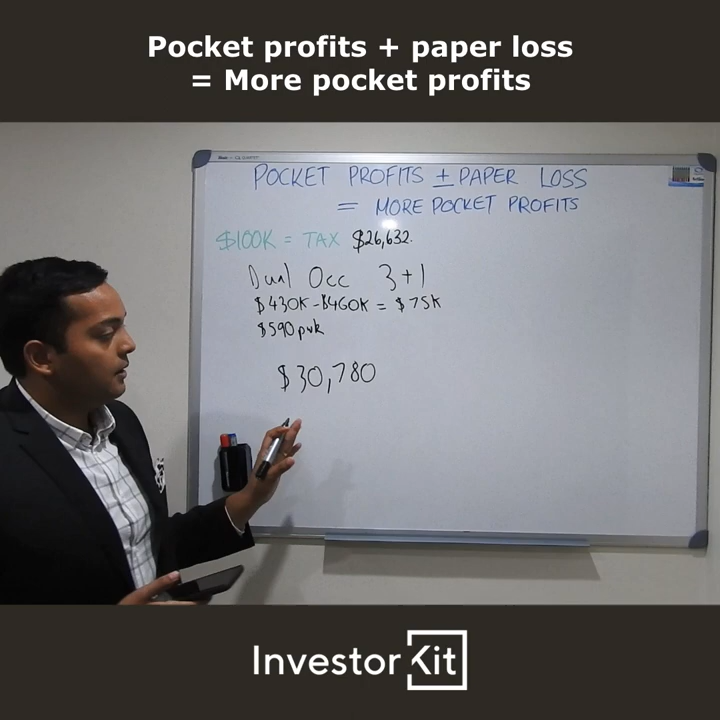 Pocket profits + paper loss
= More pocket profits
POCKET PROFITS ± PAPER LOSS
= MORE POCKET PROFITS
$100K = TAX $26,632.
Dual Occ 3+1
$430K - $460K = $75K
$590 pwk
$30,780
Investor Kit